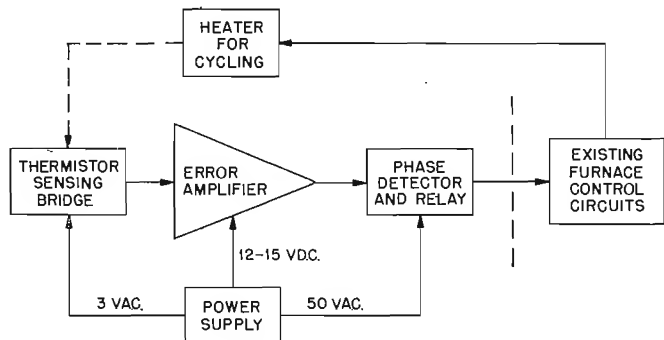 HEATER
FOR
CYCLING
THERMISTOR
SENSING
BRIDGE
ERROR
AMPLIFIER
PHASE
DETECTOR
AND RELAY
EXISTING
FURNACE
CONTROL
CIRCUITS
12-15 V.D.C.
3 VAC.
POWER
SUPPLY
50 VAC.